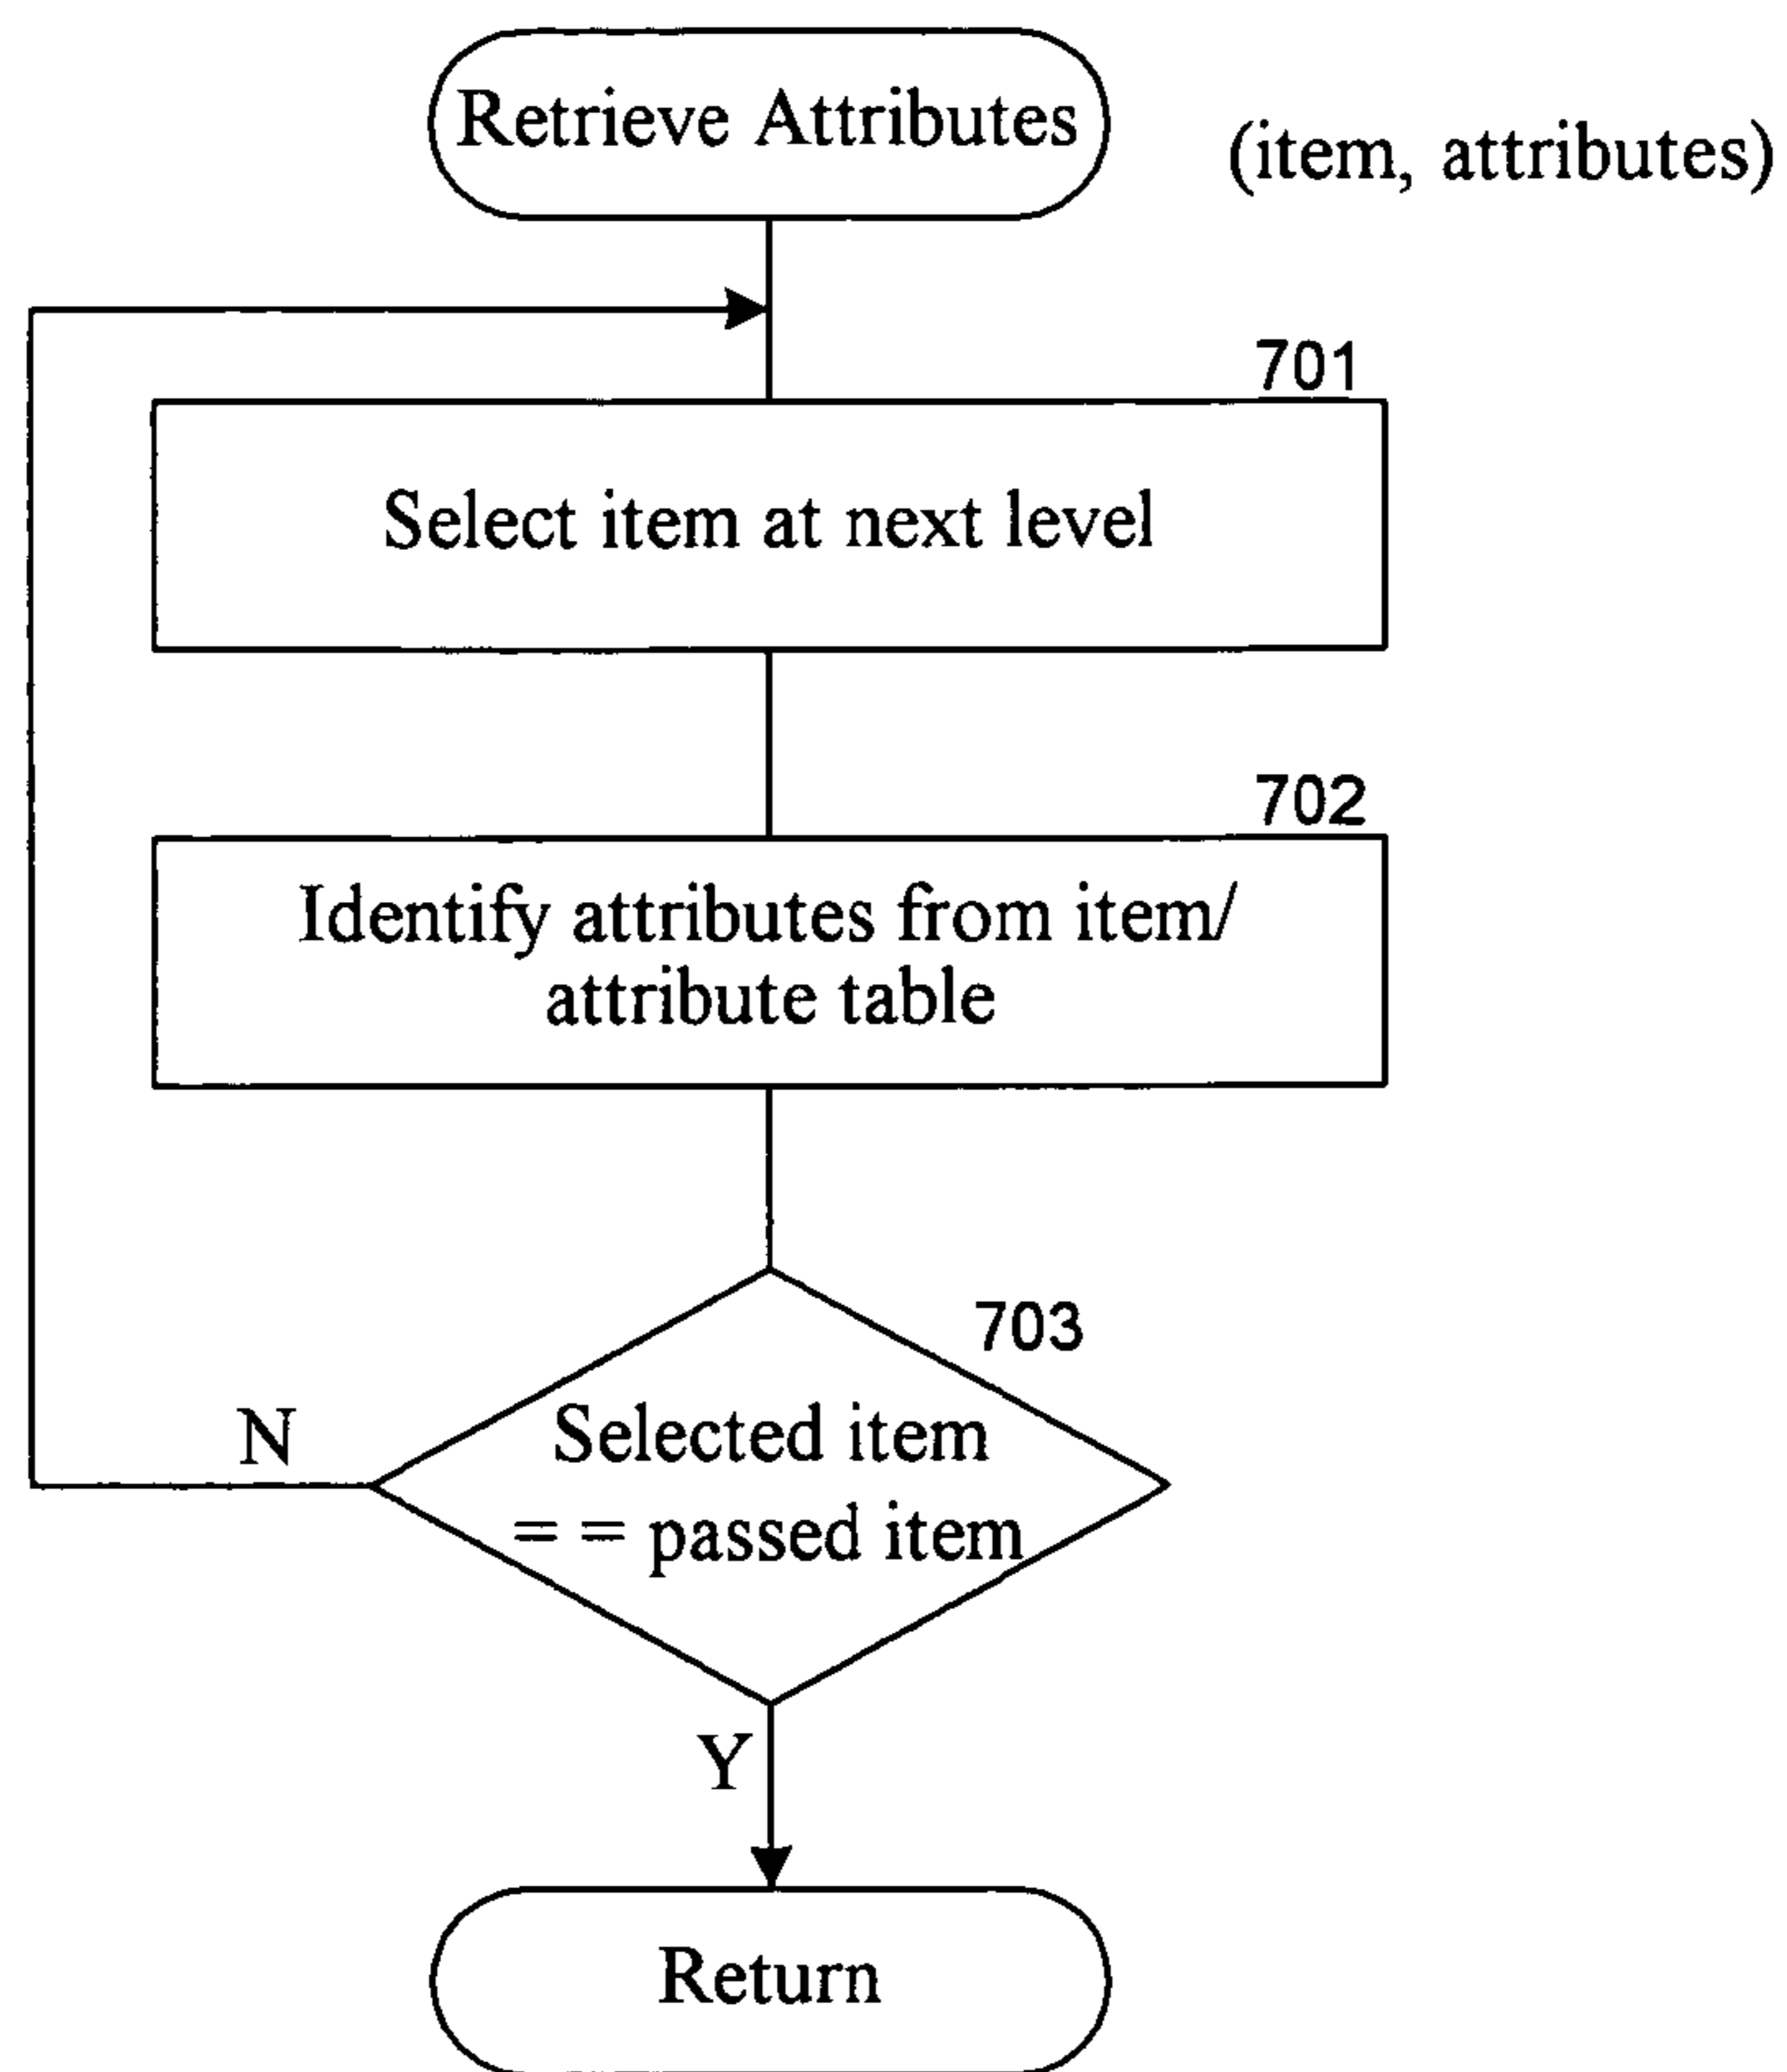 Retrieve Attributes
(item, attributes)
701
Select item at next level
702
Identify attributes from item/
attribute table
703
Selected item
= = passed item
N
Y
Return